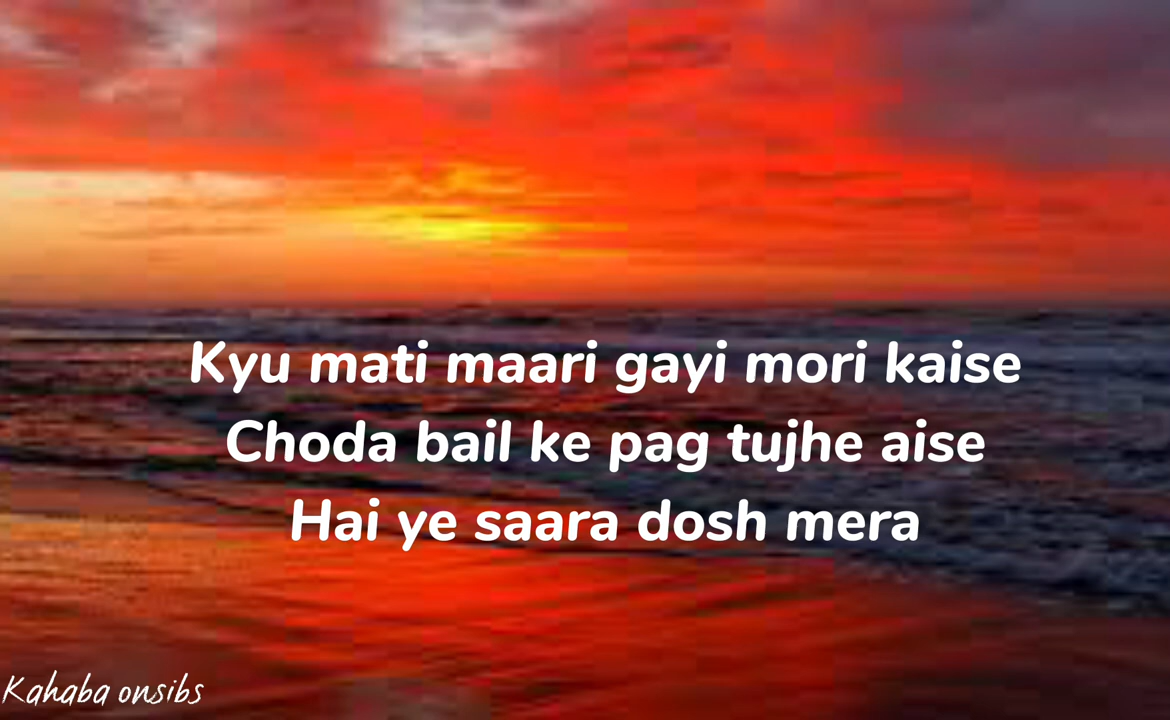 Kyu mati maari gayi mori kaise
Choda bail ke pag tujhe aise
Hai ye saara dosh mera
Kahaba onsibs